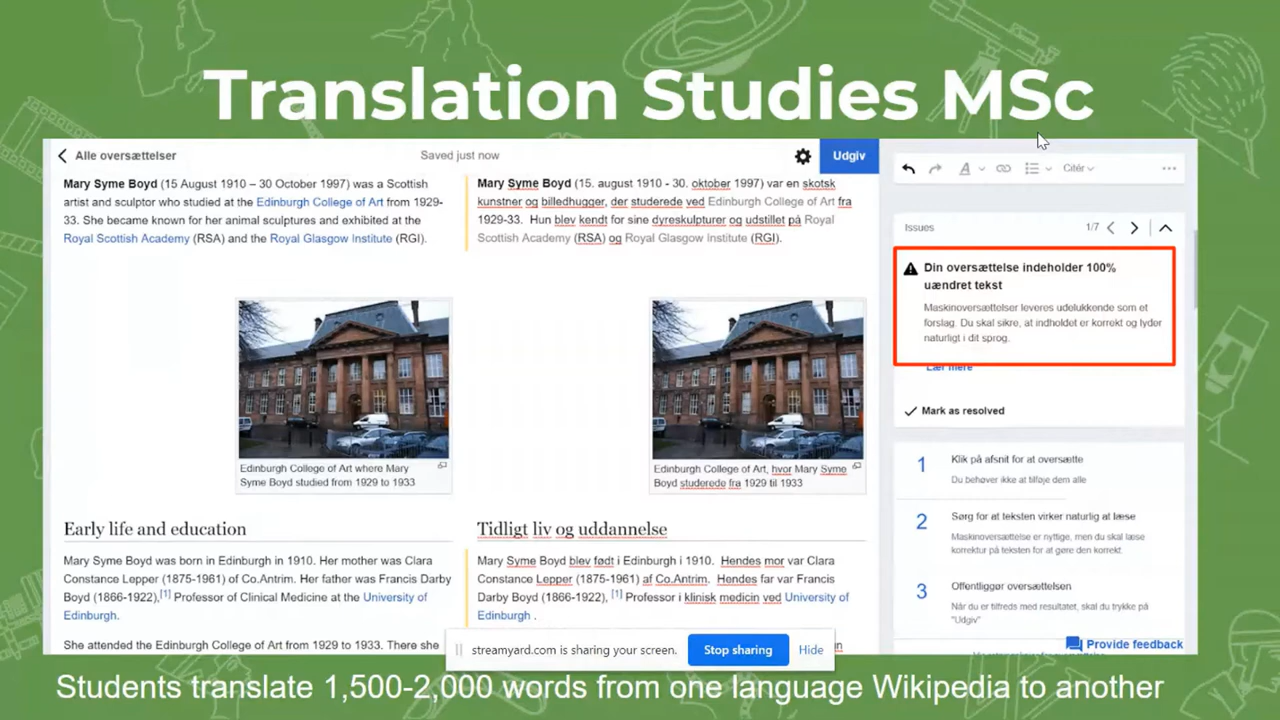 Translation Studies MSc
Alle oversættelser
Saved just now
Udgiv
Mary Syme Boyd (15 August 1910 – 30 October 1997) was a Scottish
artist and sculptor who studied at the Edinburgh College of Art from 1929-
33. She became known for her animal sculptures and exhibited at the
Royal Scottish Academy (RSA) and the Royal Glasgow Institute (RGI).
Mary Syme Boyd (15. august 1910 - 30. oktober 1997) var en skotsk
kunstner og billedhugger, der studerede ved Edinburgh College of Art fra
1929-33. Hun blev kendt for sine dyreskulpturer og udstillet på Royal
Scottish Academy (RSA) og Royal Glasgow Institute (RGI).
Edinburgh College of Art where Mary
Syme Boyd studied from 1929 to 1933
Edinburgh College of Art, hvor Mary Syme
Boyd studerede fra 1929 til 1933
Early life and education
Tidligt liv og uddannelse
Mary Syme Boyd was born in Edinburgh in 1910. Her mother was Clara
Constance Lepper (1875-1961) of Co.Antrim. Her father was Francis Darby
Boyd (1866-1922),[1] Professor of Clinical Medicine at the University of
Edinburgh.
She attended the Edinburgh College of Art from 1929 to 1933. There she
Mary Syme Boyd blev født i Edinburgh i 1910. Hendes mor var Clara
Constance Lepper (1875-1961) af Co.Antrim. Hendes far var Francis
Darby Boyd (1866-1922), [1] Professor i klinisk medicin ved University of
Edinburgh .
Citér
Issues
1/7
Din oversættelse indeholder 100%
uændret tekst
Maskinoversættelser leveres udelukkende som et
forslag. Du skal sikre, at indholdet er korrekt og lyder
naturligt i dit sprog.
Lær mere
Mark as resolved
1
Klik på afsnit for at oversætte
Du behøver ikke at tilføje dem alle
2
Sørg for at teksten virker naturlig at læse
Maskinoversættelse er nyttige, men du skal læse
korrektur på teksten for at gøre den korrekt.
3
Offentliggør oversættelsen
Når du er tilfreds med resultatet, skal du trykke på
"Udgiv"
Provide feedback
streamyard.com is sharing your screen.
Stop sharing
Hide
Students translate 1,500-2,000 words from one language Wikipedia to another